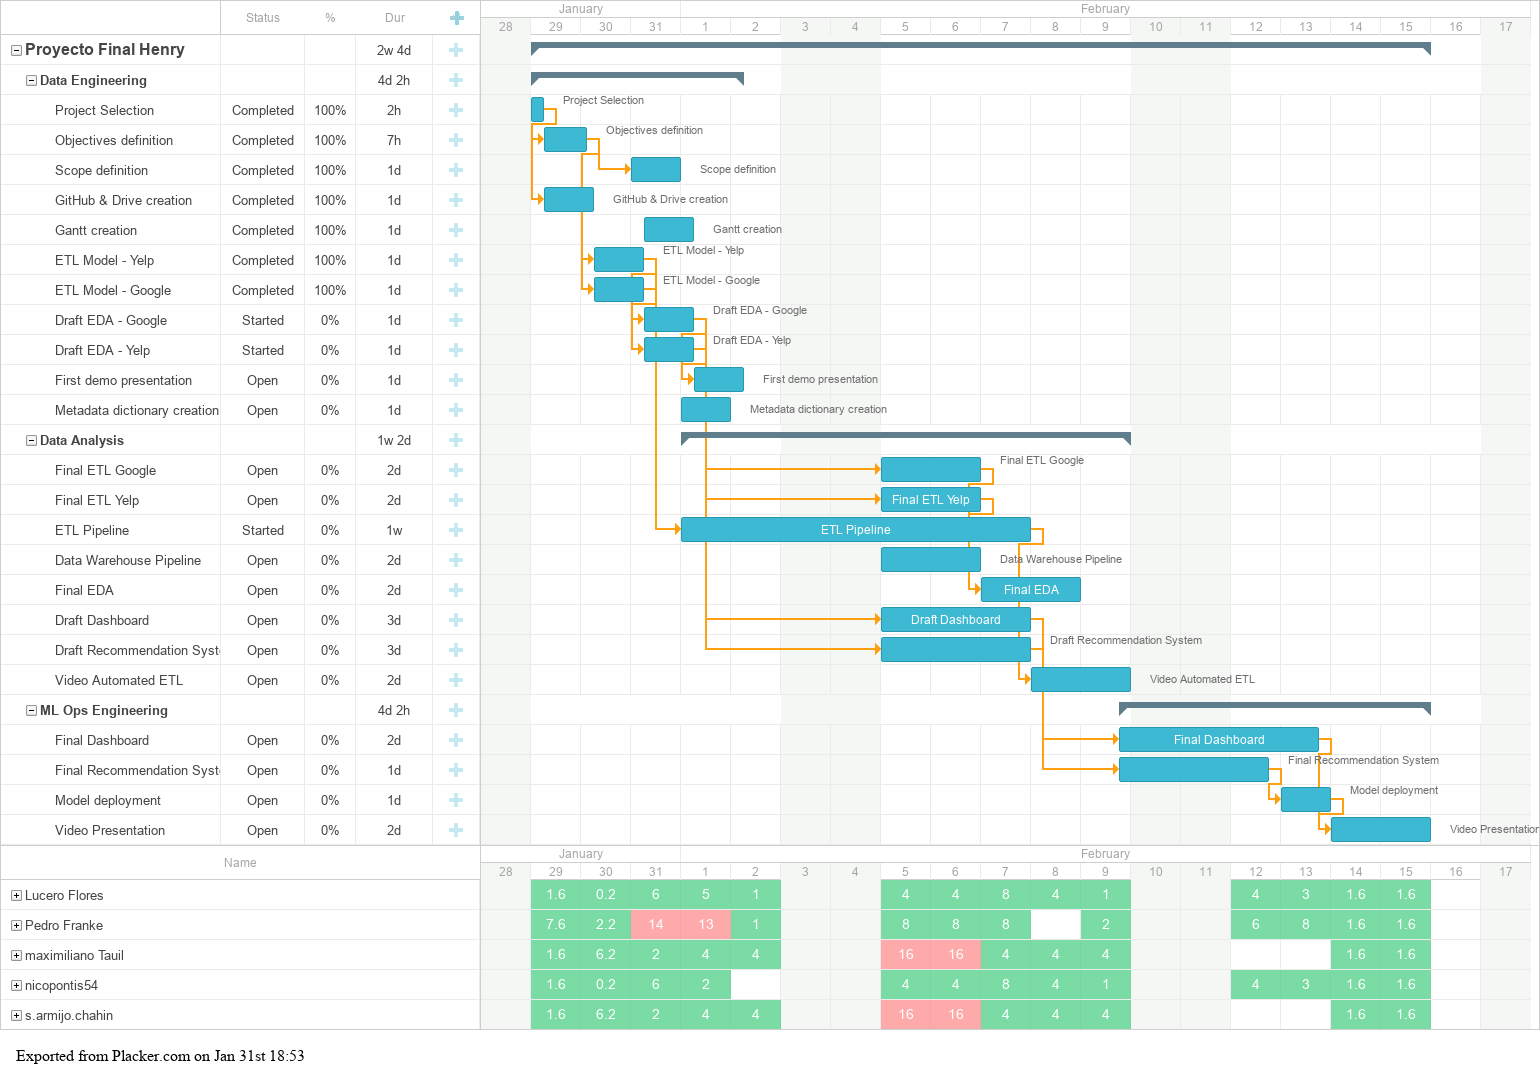 January February
Status % Dur 28 29 30 31 1 2 3 4 5 6 7 8 9 10 11 12 13 14 15 16 17
Proyecto Final Henry 2w 4d
Data Engineering 4d 2h
Project Selection Completed 100% 2h Project Selection
Objectives definition Completed 100% 7h Objectives definition
Scope definition Completed 100% 1d Scope definition
GitHub & Drive creation Completed 100% 1d GitHub & Drive creation
Gantt creation Completed 100% 1d Gantt creation
ETL Model - Yelp Completed 100% 1d ETL Model - Yelp
ETL Model - Google Completed 100% 1d ETL Model - Google
Draft EDA - Google Started 0% 1d Draft EDA - Google
Draft EDA - Yelp Started 0% 1d Draft EDA - Yelp
First demo presentation Open 0% 1d First demo presentation
Metadata dictionary creation Open 0% 1d Metadata dictionary creation
Data Analysis 1w 2d
Final ETL Google Open 0% 2d Final ETL Google
Final ETL Yelp Open 0% 2d Final ETL Yelp
ETL Pipeline Started 0% 1w ETL Pipeline
Data Warehouse Pipeline Open 0% 2d Data Warehouse Pipeline
Final EDA Open 0% 2d Final EDA
Draft Dashboard Open 0% 3d Draft Dashboard
Draft Recommendation Syst Open 0% 3d Draft Recommendation System
Video Automated ETL Open 0% 2d Video Automated ETL
ML Ops Engineering 4d 2h
Final Dashboard Open 0% 2d Final Dashboard
Final Recommendation Syst Open 0% 1d Final Recommendation System
Model deployment Open 0% 1d Model deployment
Video Presentation Open 0% 2d Video Presentation
January February
Name 28 29 30 31 1 2 3 4 5 6 7 8 9 10 11 12 13 14 15 16 17
Lucero Flores 1.6 0.2 6 5 1 4 4 8 4 1 4 3 1.6 1.6
Pedro Franke 7.6 2.2 14 13 1 8 8 8 2 6 8 1.6 1.6
maximiliano Tauil 1.6 6.2 2 4 4 16 16 4 4 4 1.6 1.6
nicopontis54 1.6 0.2 6 2 4 4 8 4 1 4 3 1.6 1.6
s.armijo.chahin 1.6 6.2 2 4 4 16 16 4 4 4 1.6 1.6
Exported from Placker.com on Jan 31st 18:53